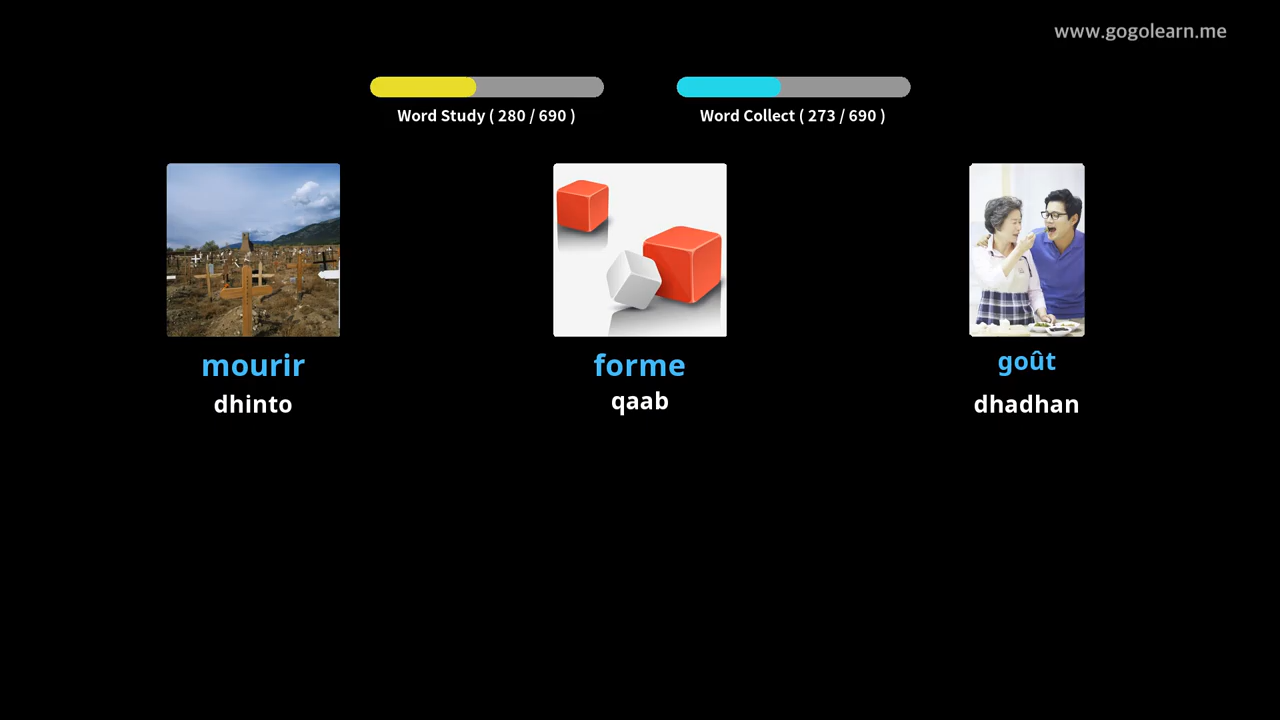 www.gogolearn.me
Word Study ( 280 / 690 )
Word Collect ( 273 / 690 )
mourir
dhinto
forme
qaab
goût
dhadhan